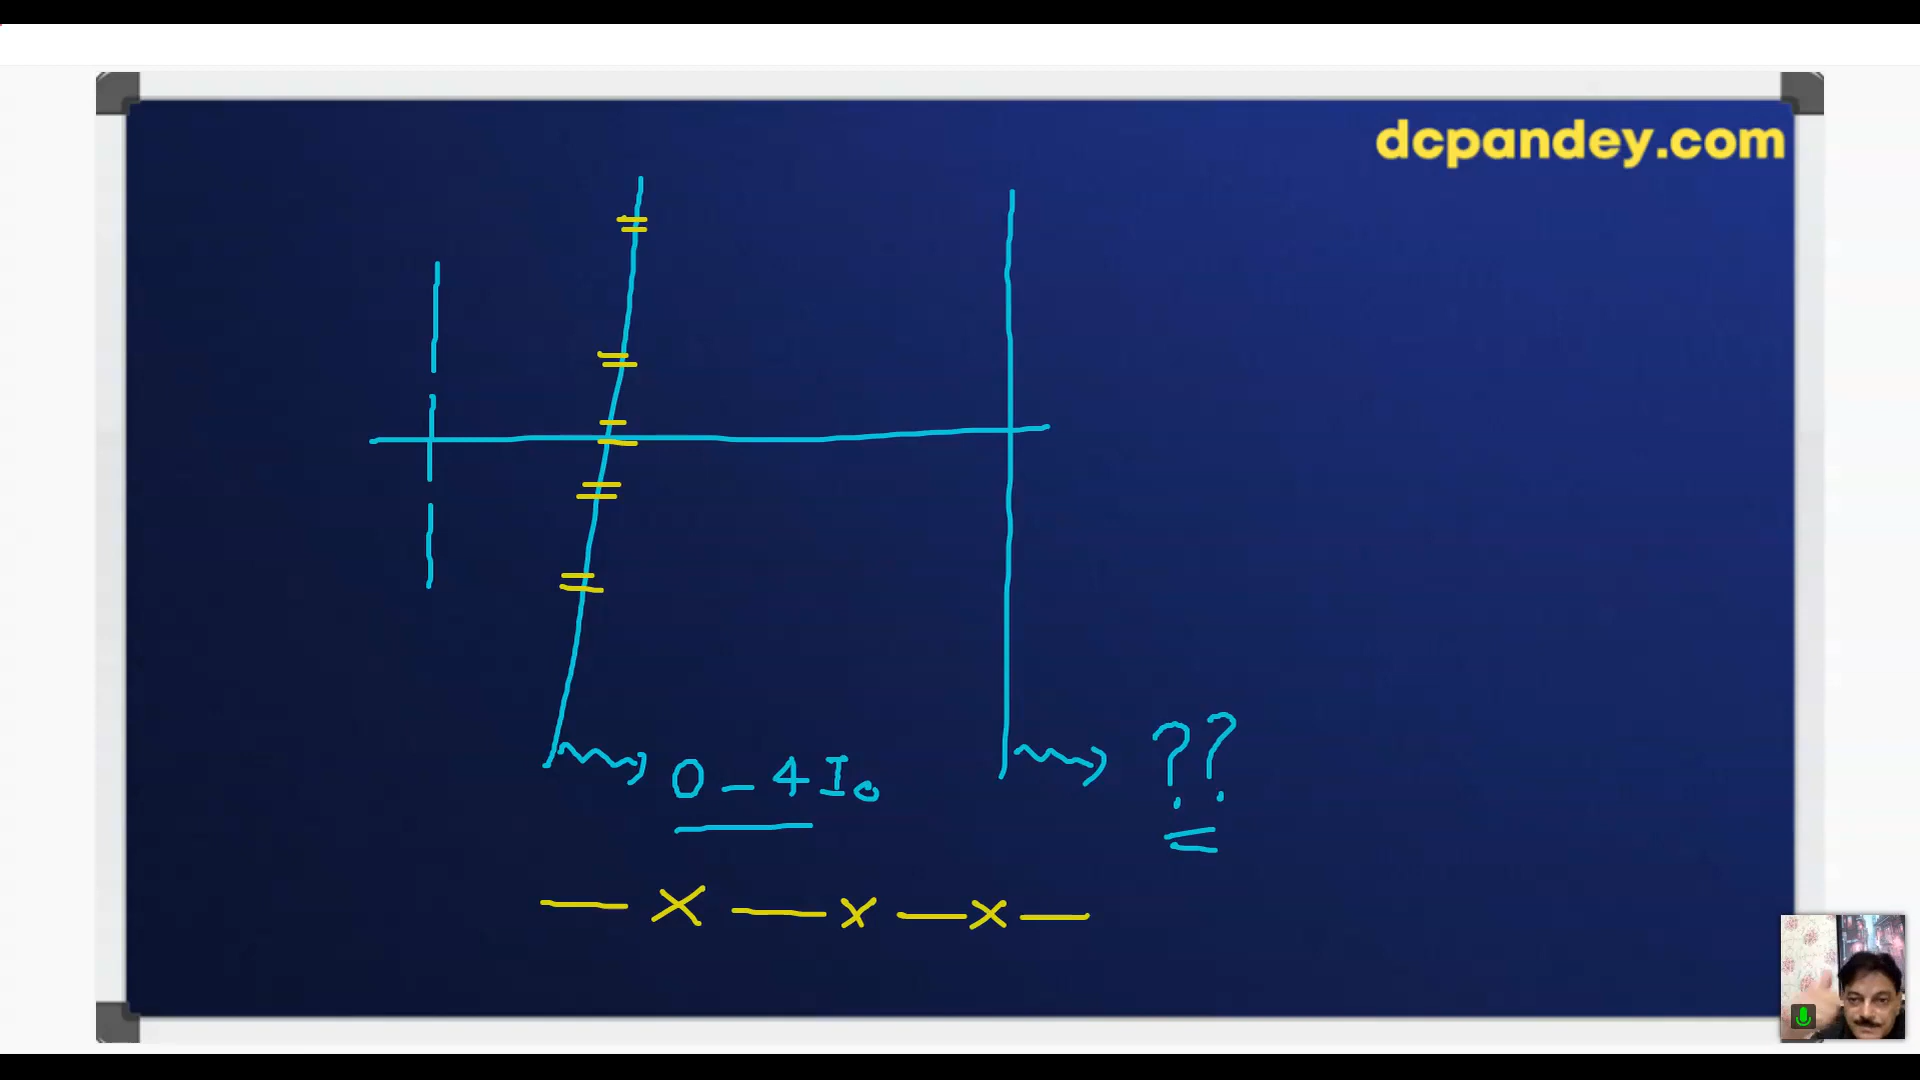 dcpandey.com
0 - 4I₀
??
— x — x — x —